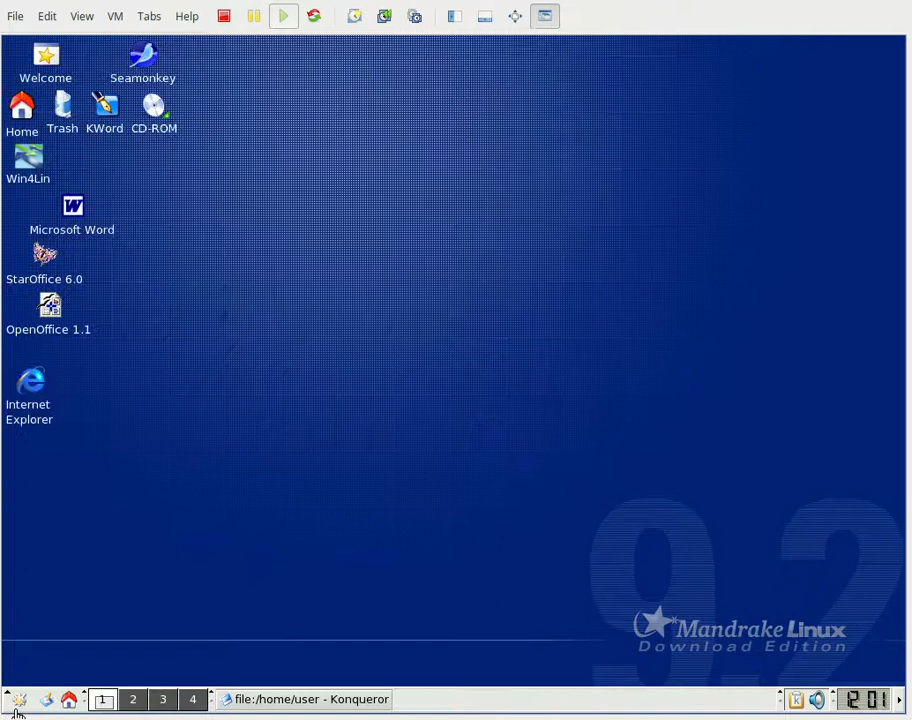 File Edit View VM Tabs Help
Welcome
Seamonkey
Home
Trash
KWord
CD-ROM
Win4Lin
Microsoft Word
StarOffice 6.0
OpenOffice 1.1
Internet
Explorer
9.2
Mandrake Linux
Download Edition
1 2 3 4 file:/home/user - Konqueror 2:01